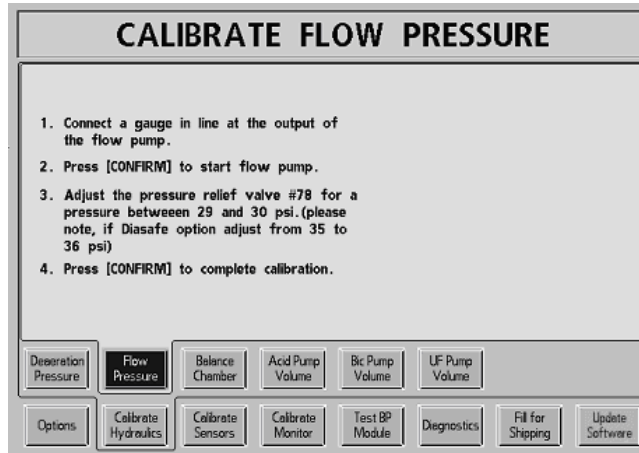 CALIBRATE FLOW PRESSURE
1. Connect a gauge in line at the output of
the flow pump.
2. Press [CONFIRM] to start flow pump.
3. Adjust the pressure relief valve #78 for a
pressure betweeen 29 and 30 psi.(please
note, if Diasafe option adjust from 35 to
36 psi)
4. Press [CONFIRM] to complete calibration.
Deaeration
Pressure
Flow
Pressure
Balance
Chamber
Acid Pump
Volume
Bic Pump
Volume
UF Pump
Volume
Options
Calibrate
Hydraulics
Calibrate
Sensors
Calibrate
Monitor
Test BP
Module
Diagnostics
Fill for
Shipping
Update
Software